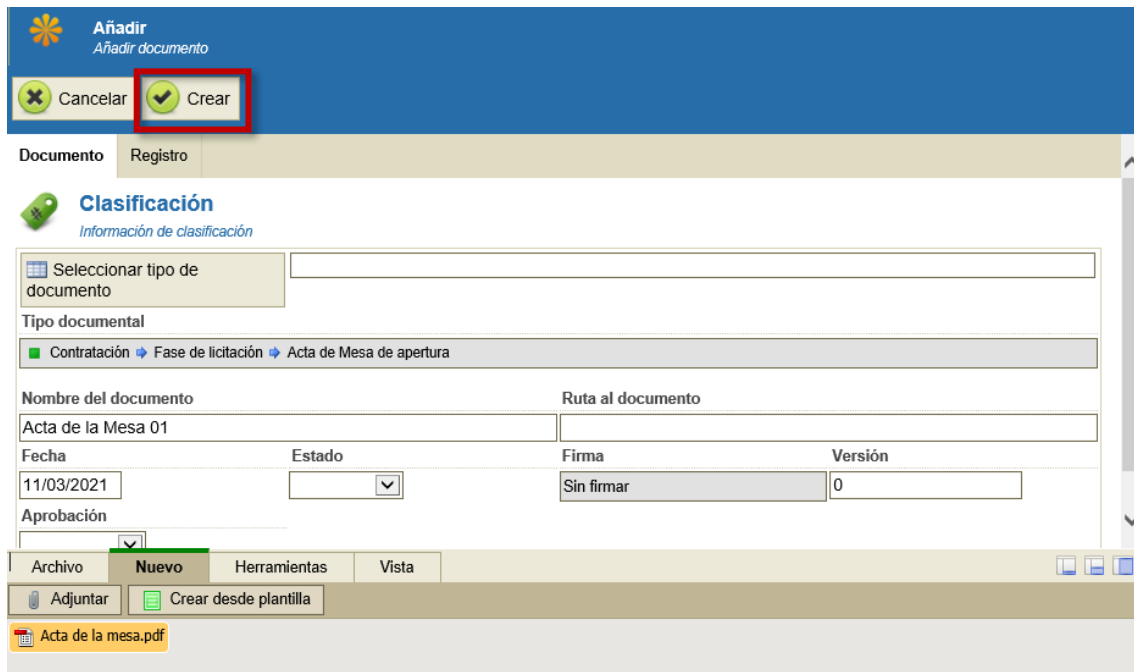 Añadir
Añadir documento
Cancelar Crear
Documento Registro
Clasificación
Información de clasificación
Seleccionar tipo de
documento
Tipo documental
Contratación Fase de licitación Acta de Mesa de apertura
Nombre del documento Ruta al documento
Acta de la Mesa 01
Fecha Estado Firma Versión
11/03/2021 Sin firmar 0
Aprobación
Archivo Nuevo Herramientas Vista
Adjuntar Crear desde plantilla
Acta de la mesa.pdf